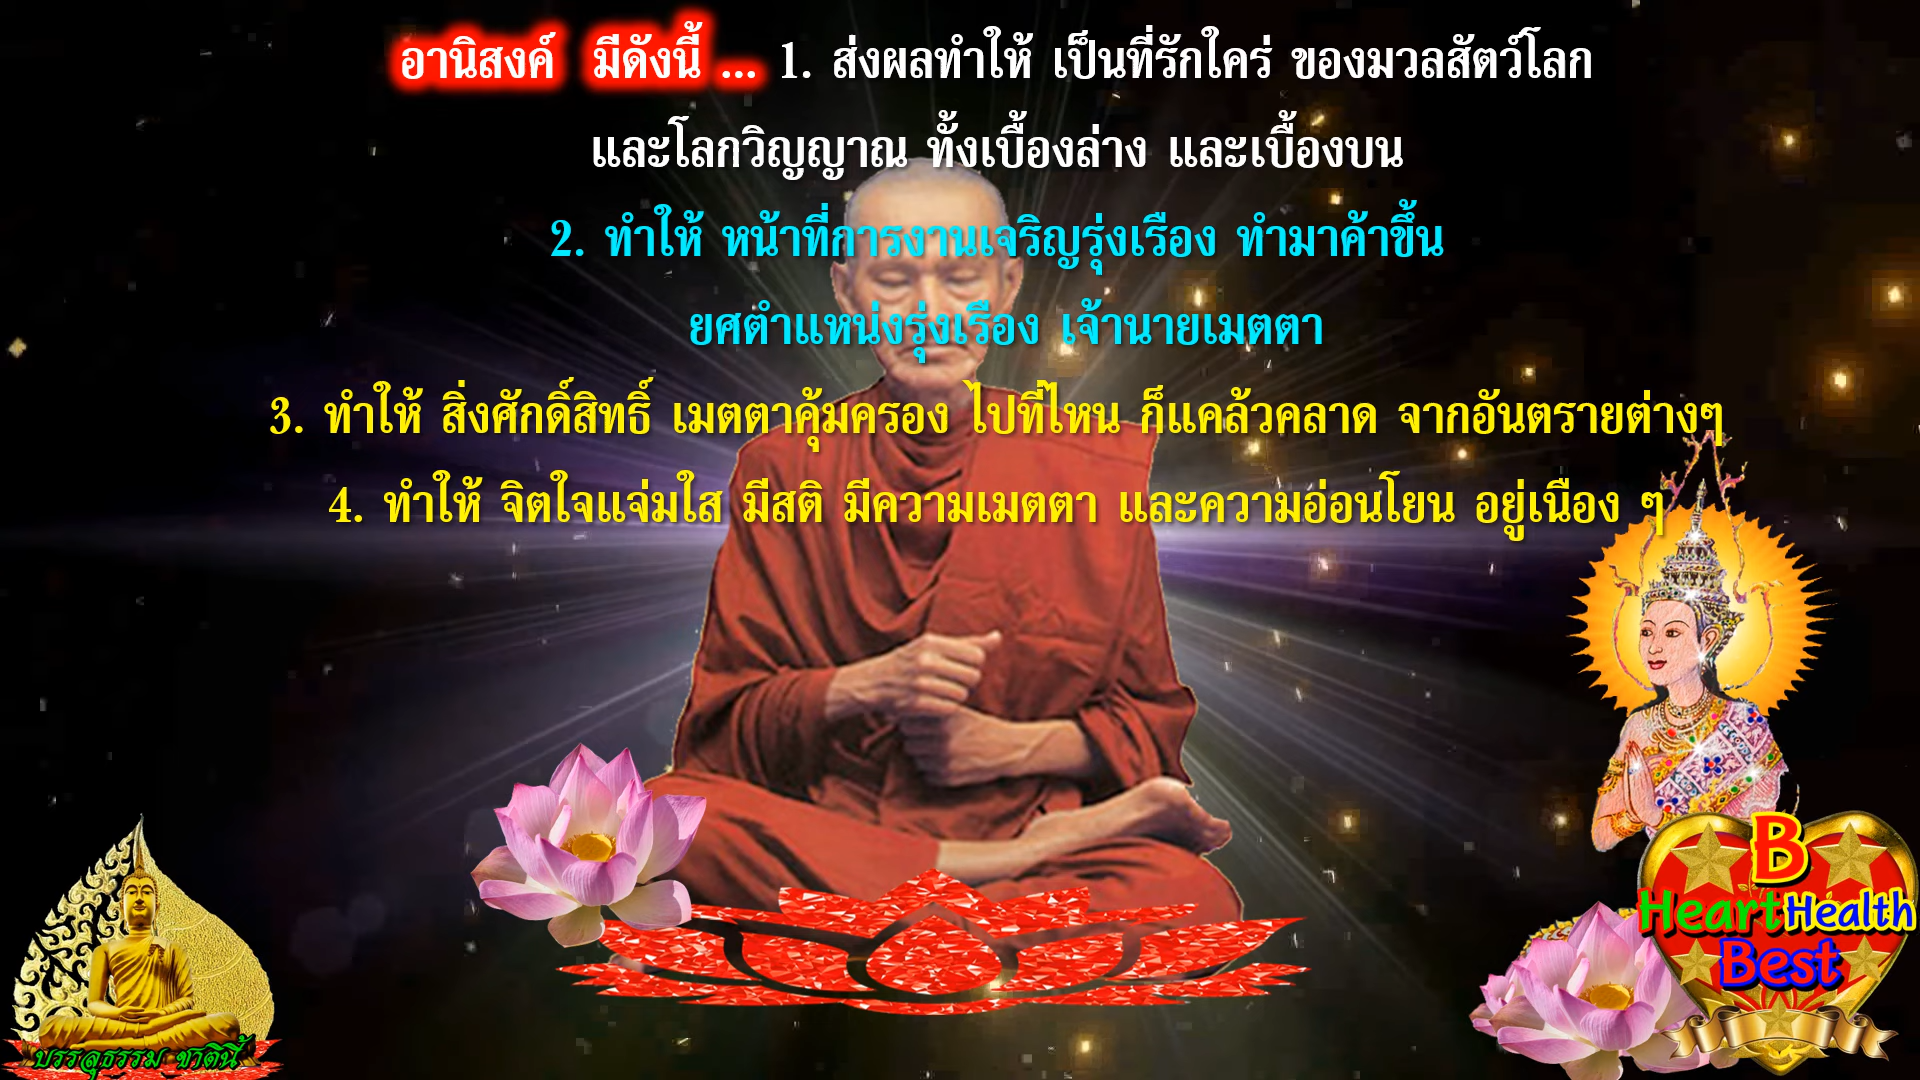 อานิสงค์ มีดังนี้ ... 1. ส่งผลทำให้ เป็นที่รักใคร่ ของมวลสัตว์โลก
และโลกวิญญาณ ทั้งเบื้องล่าง และเบื้องบน
2. ทำให้ หน้าที่การงานเจริญรุ่งเรือง ทำมาค้าขึ้น
ยศตำแหน่งรุ่งเรือง เจ้านายเมตตา
3. ทำให้ สิ่งศักดิ์สิทธิ์ เมตตาคุ้มครอง ไปที่ไหน ก็แคล้วคลาด จากอันตรายต่างๆ
4. ทำให้ จิตใจแจ่มใส มีสติ มีความเมตตา และความอ่อนโยน อยู่เนือง ๆ
B
Heart Health
Best
บรรลุธรรม ชาตินี้